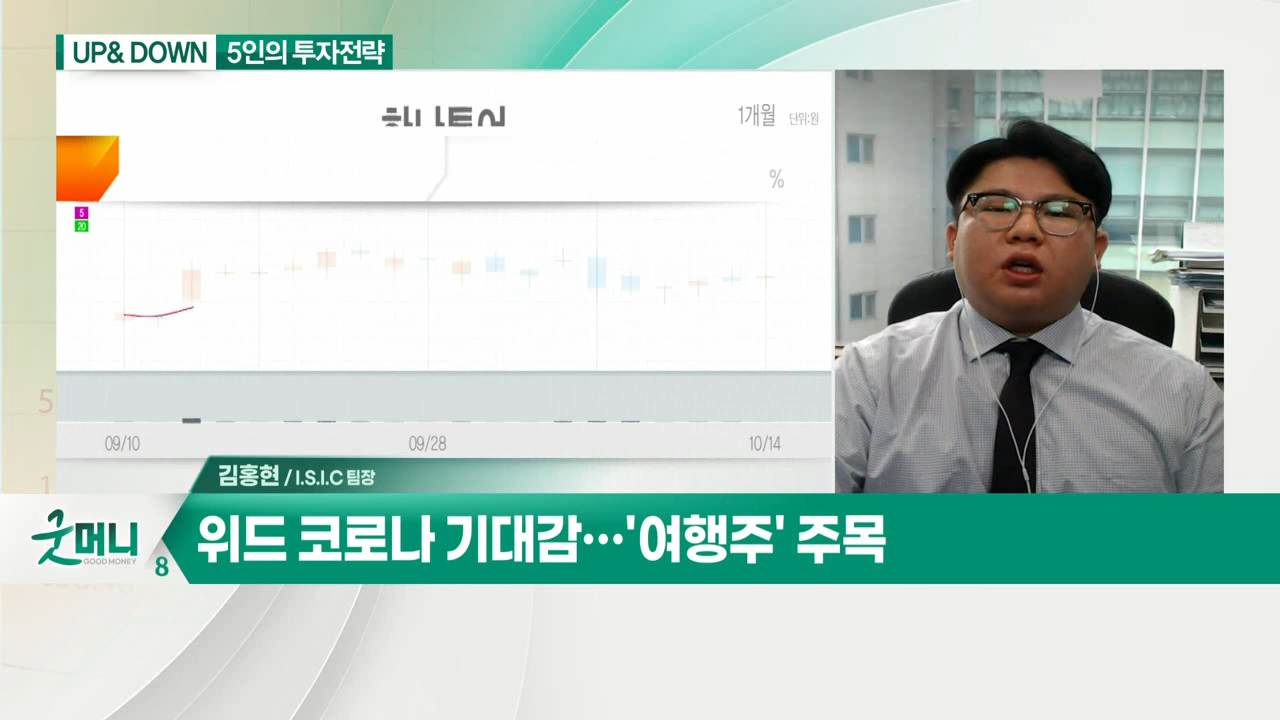 UP& DOWN 5인의 투자전략
1개월 단위:원
%
5
20
09/10 09/28 10/14
5
1
김홍현 / I.S.I.C 팀장
굿머니
GOOD MONEY
8
위드 코로나 기대감…'여행주' 주목